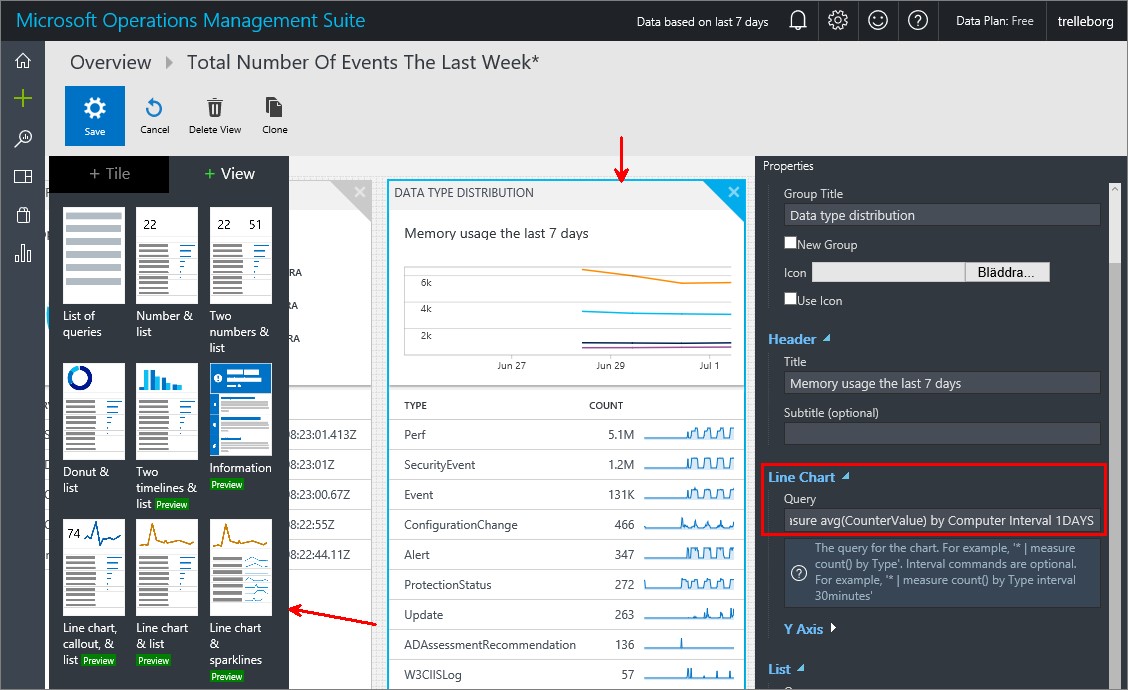 Microsoft Operations Management Suite
Data based on last 7 days
Data Plan: Free
trelleborg
Overview
Total Number Of Events The Last Week*
Save
Cancel
Delete View
Clone
+ Tile
+ View
22
22 51
List of
queries
Number &
list
Two
numbers &
list
Donut &
list
Two
timelines &
list Preview
Information
Preview
74
Line chart,
callout, &
list Preview
Line chart
& list
Preview
Line chart
&
sparklines
Preview
RA
RA
RA
08:23:01.413Z
08:23:01Z
08:23:00.67Z
08:22:55Z
08:22:44.11Z
DATA TYPE DISTRIBUTION
Memory usage the last 7 days
6k
4k
2k
Jun 27
Jun 29
Jul 1
TYPE COUNT
Perf 5.1M
SecurityEvent 1.2M
Event 131K
ConfigurationChange 466
Alert 347
ProtectionStatus 272
Update 263
ADAssessmentRecommendation 136
W3CIISLog 57
Properties
Group Title
Data type distribution
New Group
Icon
Bläddra...
Use Icon
Header
Title
Memory usage the last 7 days
Subtitle (optional)
Line Chart
Query
asure avg(CounterValue) by Computer Interval 1DAYS
The query for the chart. For example, '* | measure
count() by Type'. Interval commands are optional.
For example, '* | measure count() by Type interval
30minutes'
Y Axis
List